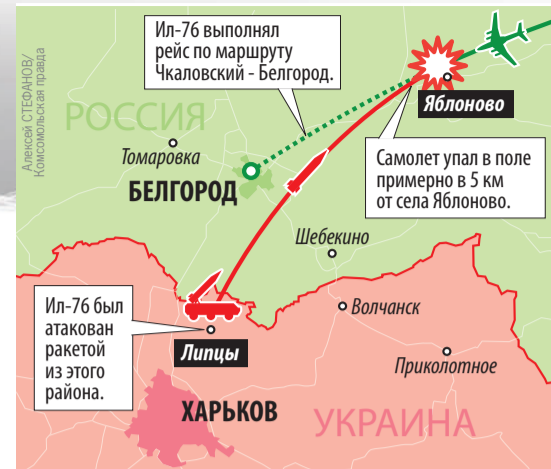 Алексей СТЕФАНОВ/
Комсомольская правда
Ил-76 выполнял
рейс по маршруту
Чкаловский - Белгород.
РОССИЯ
Яблоново
Томаровка
Самолет упал в поле
примерно в 5 км
от села Яблоново.
БЕЛГОРОД
Шебекино
Ил-76 был
атакован
ракетой
из этого
района.
Волчанск
Липцы
Приколотное
ХАРЬКОВ
УКРАИНА